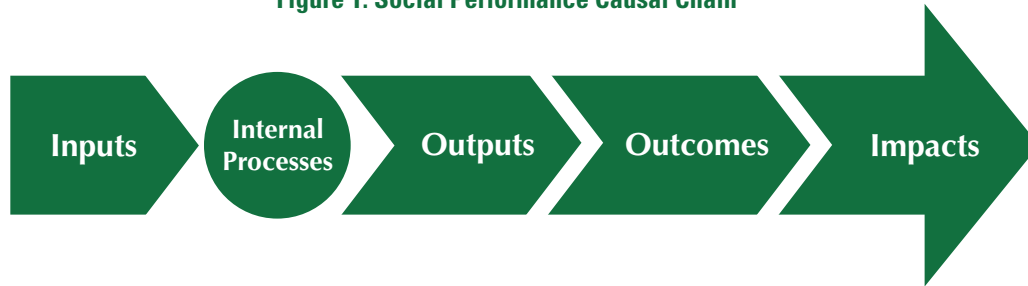 Figure 1. Social Performance Causal Chain
Inputs
Internal
Processes
Outputs
Outcomes
Impacts